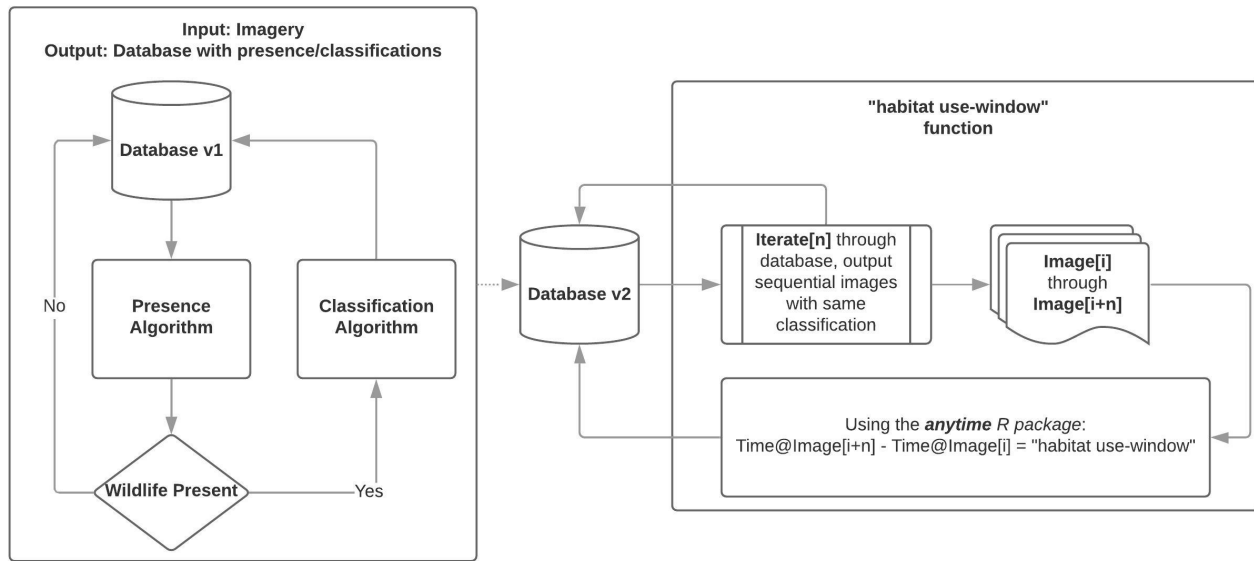 Input: Imagery
Output: Database with presence/classifications
Database v1
Presence
Algorithm
Classification
Algorithm
No
Wildlife Present
Yes
Database v2
"habitat use-window"
function
Iterate[n] through
database, output
sequential images
with same
classification
Image[i]
through
Image[i+n]
Using the anytime R package:
Time@Image[i+n] - Time@Image[i] = "habitat use-window"